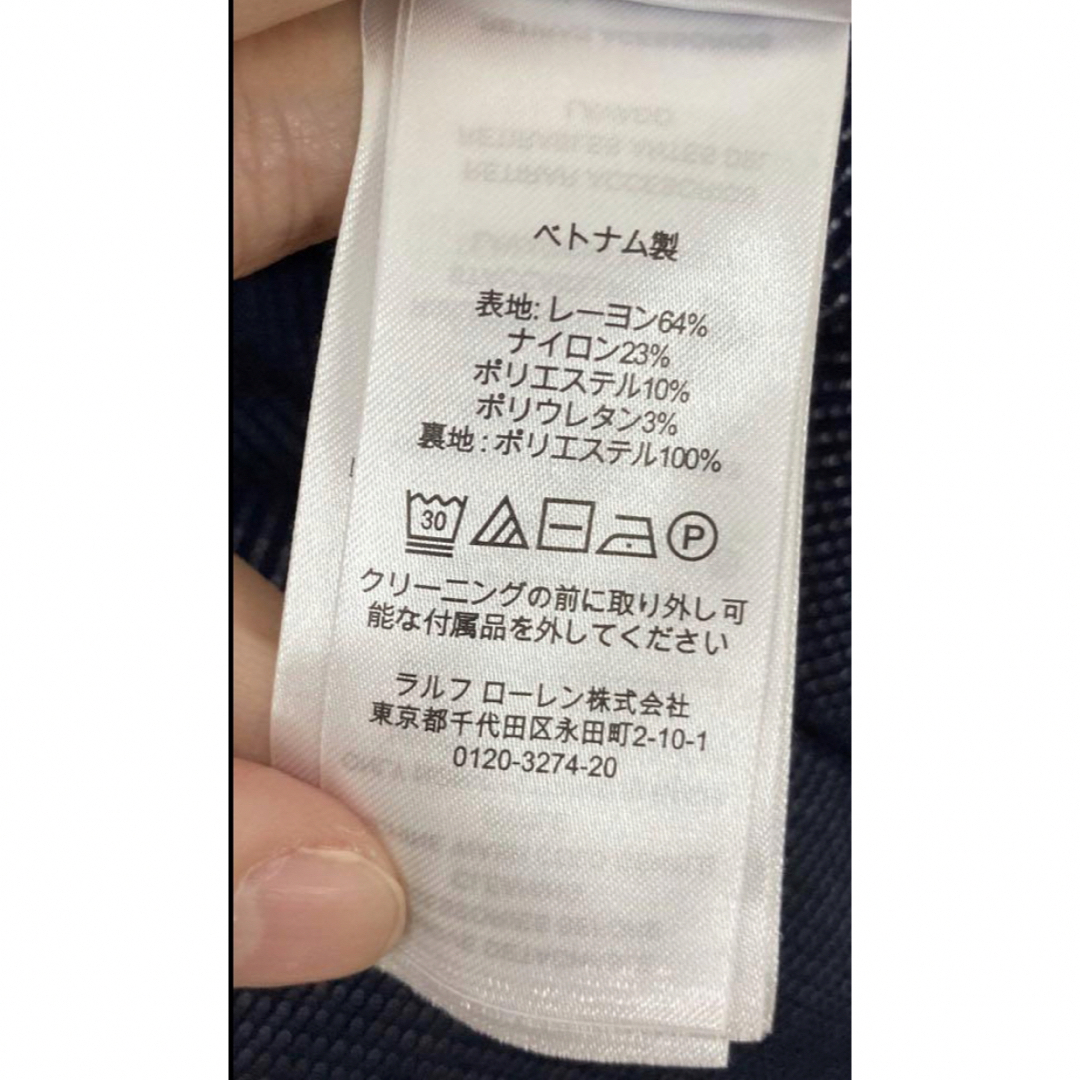 ベトナム製
表地: レーヨン64%
ナイロン23%
ポリエステル10%
ポリウレタン3%
裏地 : ポリエステル100%
30 P
クリーニングの前に取り外し可
能な付属品を外してください
ラルフ ローレン株式会社
東京都千代田区永田町2-10-1
0120-3274-20